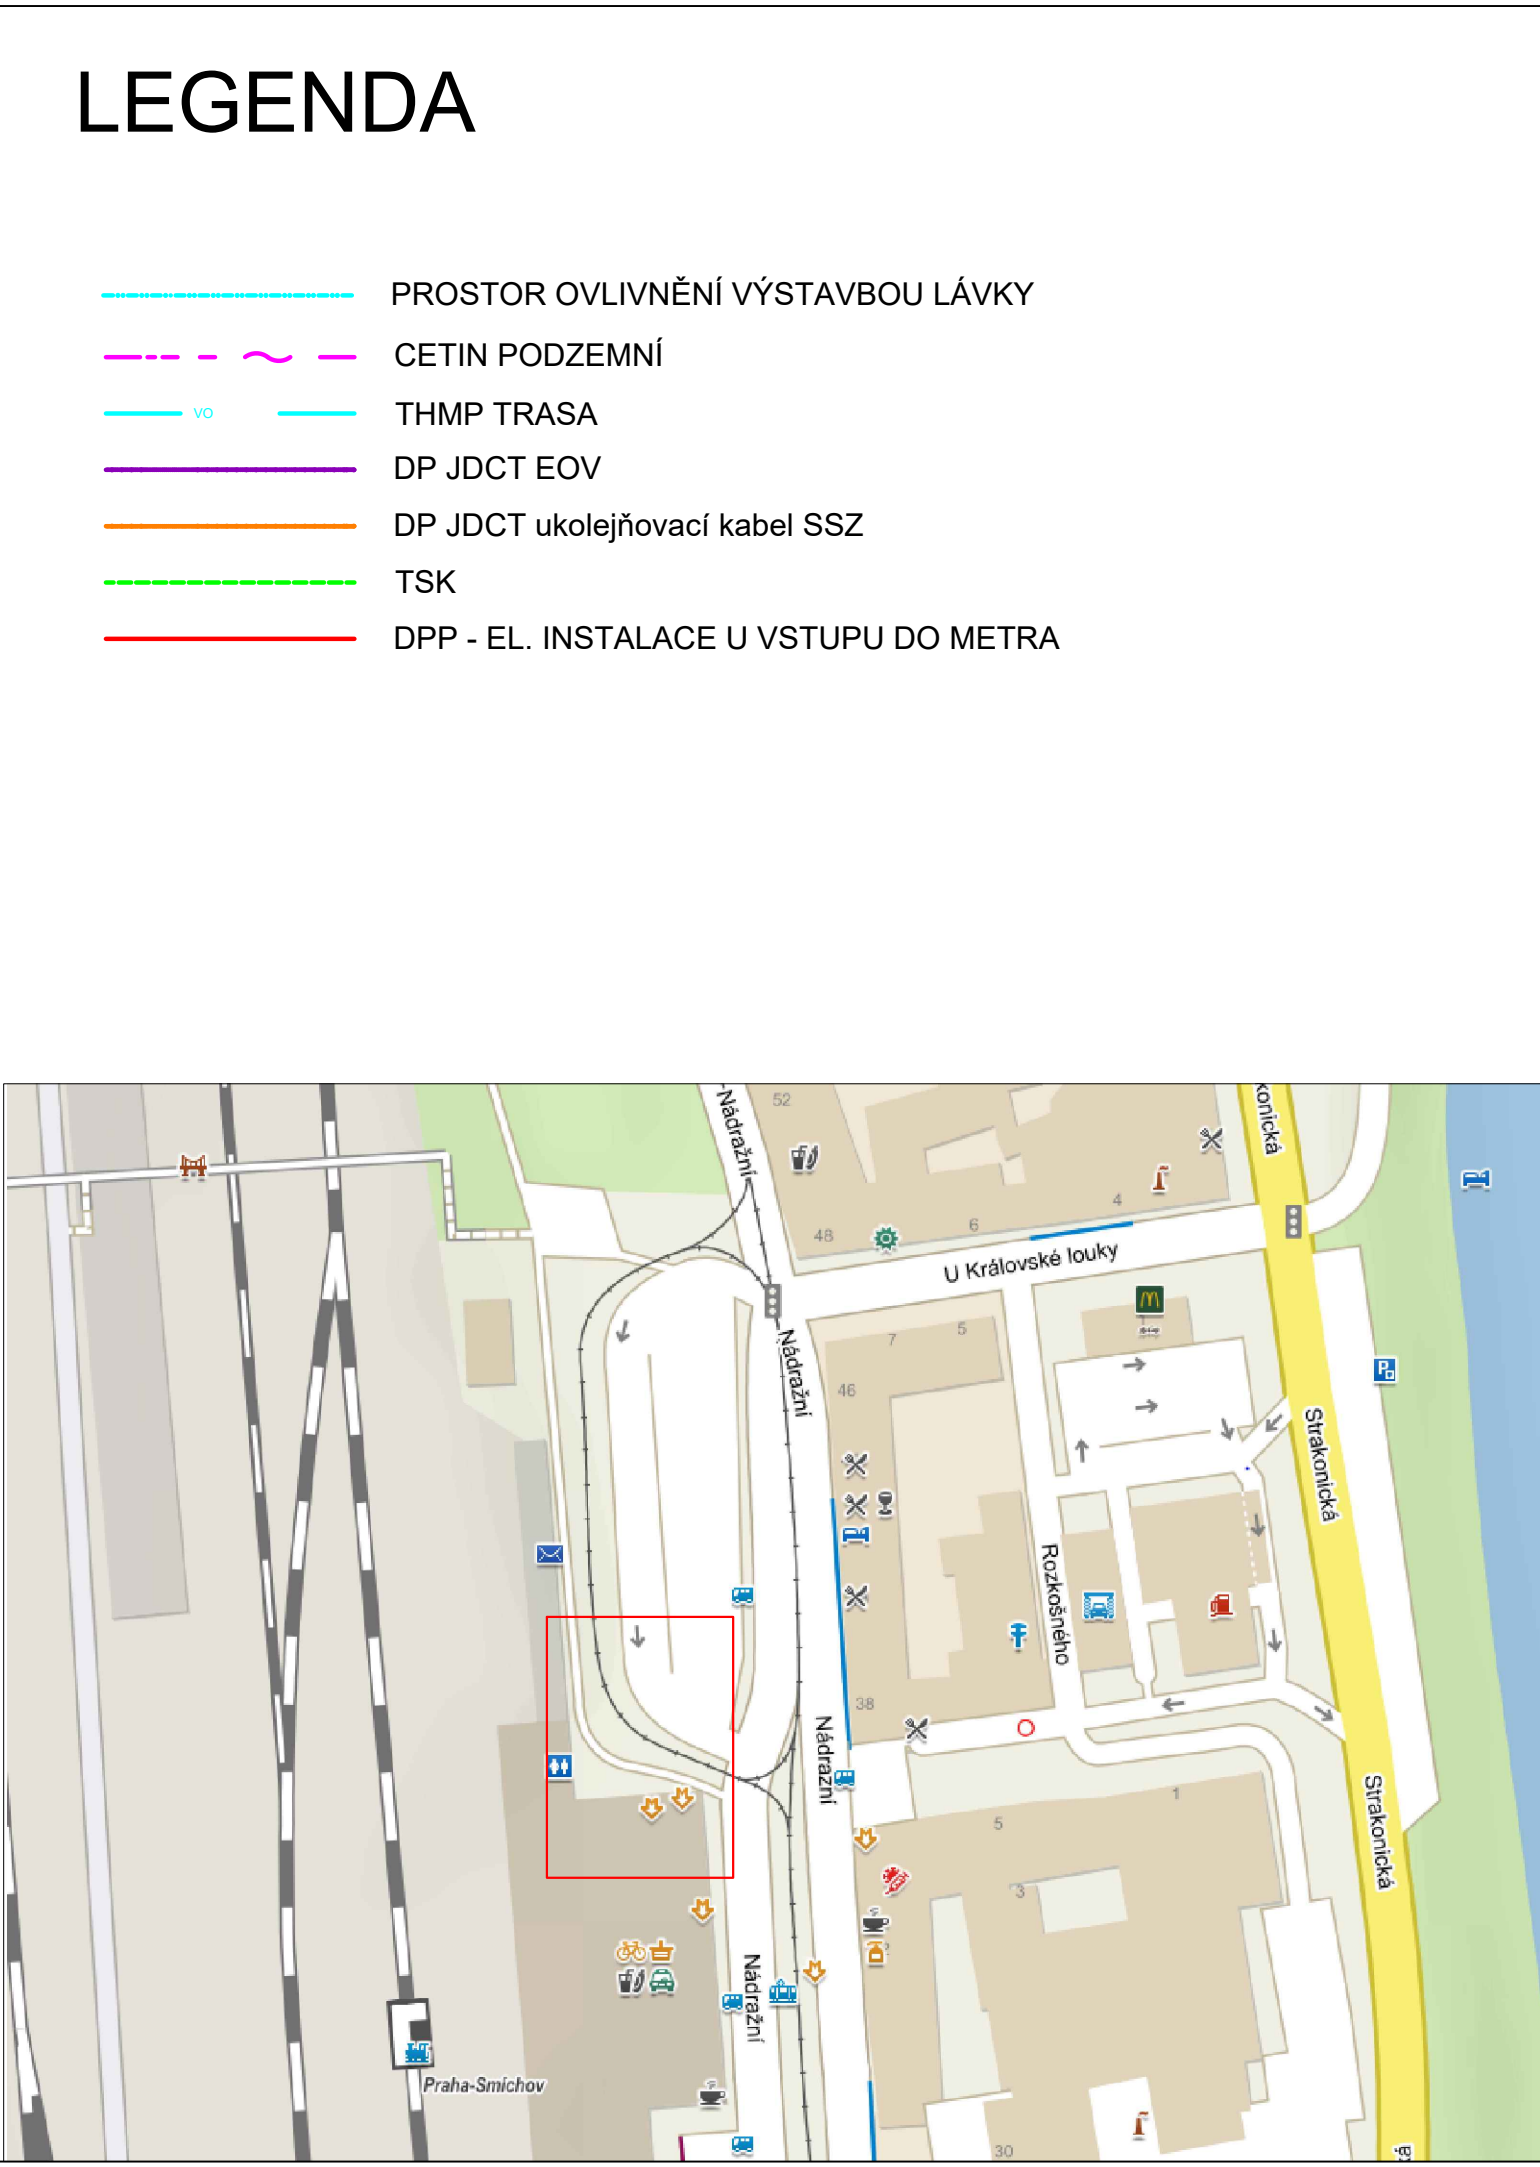 LEGENDA
PROSTOR OVLIVNĚNÍ VÝSTAVBOU LÁVKY
CETIN PODZEMNÍ
VO
THMP TRASA
DP JDCT EOV
DP JDCT ukolejňovací kabel SSZ
TSK
DPP - EL. INSTALACE U VSTUPU DO METRA
Nádražní
52
konická
4
6
48
U Královské louky
Nádražní
7
5
46
Strakonická
Rozkošného
38
Nádražní
Strakonická
1
5
3
Nádražní
Praha-Smíchov
30